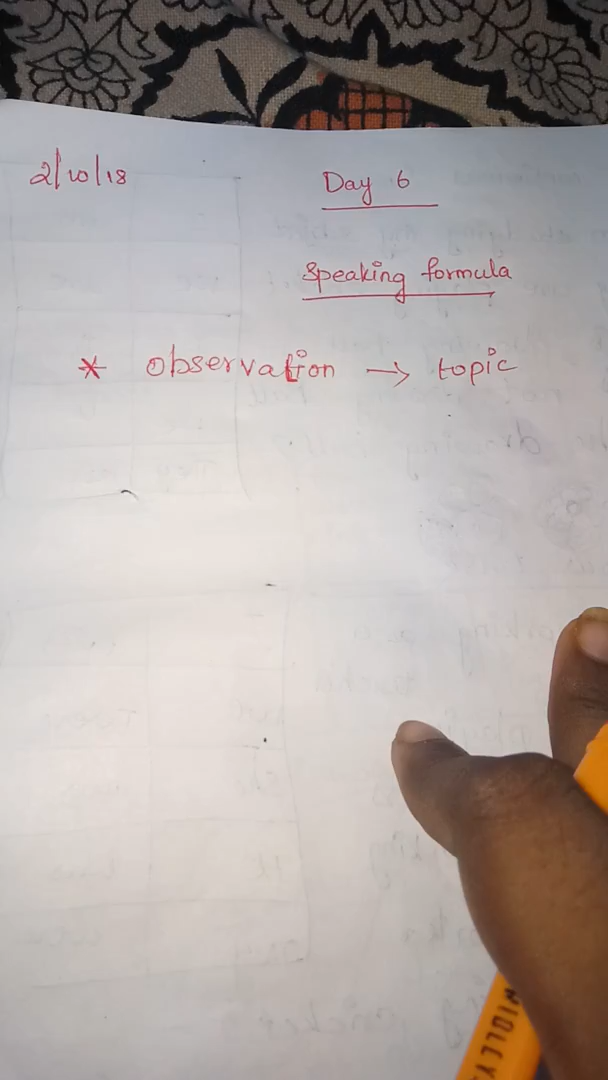 2/10/18
Day 6
Speaking formula
* observation → topic